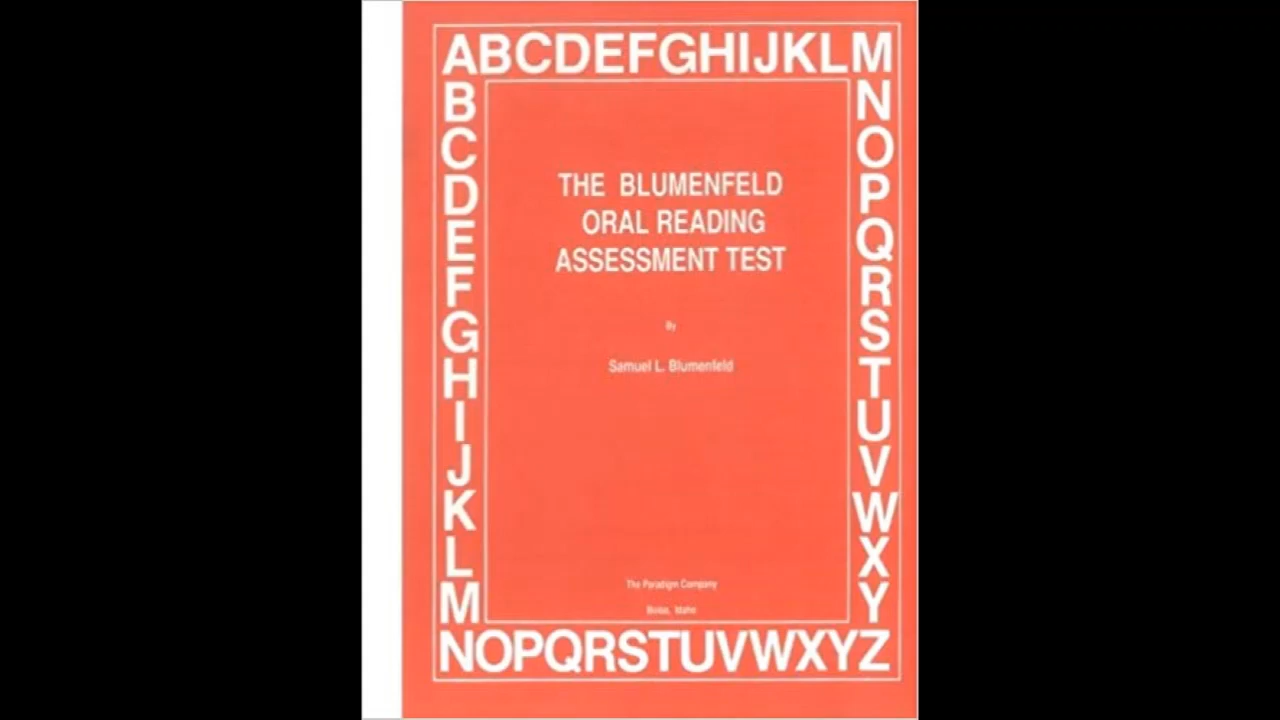 ABCDEFGHIJKLM
B
C
D
E
F
G
H
I
J
K
L
M
N
O
P
Q
R
S
T
U
V
W
X
Y
THE BLUMENFELD
ORAL READING
ASSESSMENT TEST
By
Samuel L. Blumenfeld
The Paradigm Company
Boise, Idaho
NOPQRSTUVWXYZ